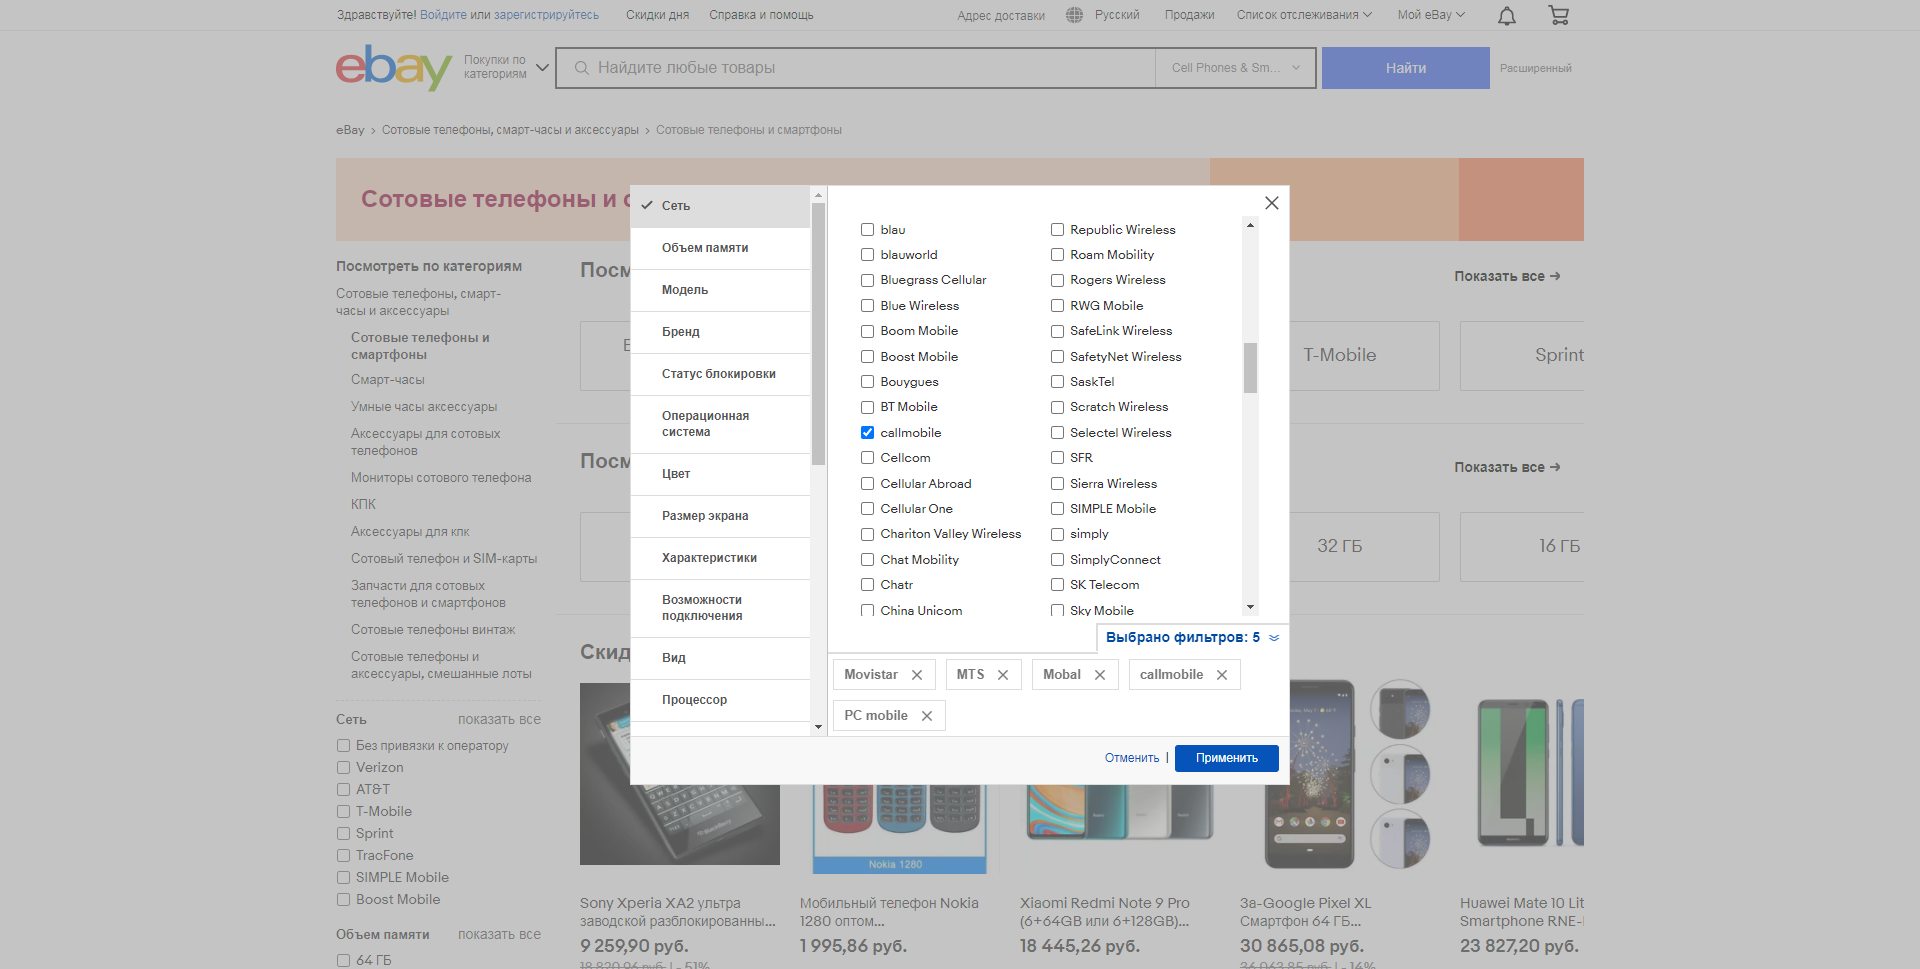 Здравствуйте! Войдите или зарегистрируйтесь
Скидки дня
Справка и помощь
Адрес доставки
Русский
Продажи
Список отслеживания
Мой eBay
ebay
Покупки по
категориям
Найдите любые товары
Cell Phones & Sm...
Найти
Расширенный
eBay
Сотовые телефоны, смарт-часы и аксессуары
Сотовые телефоны и смартфоны
Сотовые телефоны и с
Посмотреть по категориям
Сотовые телефоны, смарт-
часы и аксессуары
Сотовые телефоны и
смартфоны
Смарт-часы
Умные часы аксессуары
Аксессуары для сотовых
телефонов
Мониторы сотового телефона
КПК
Аксессуары для кпк
Сотовый телефон и SIM-карты
Запчасти для сотовых
телефонов и смартфонов
Сотовые телефоны винтаж
Сотовые телефоны и
аксессуары, смешанные лоты
Сеть
показать все
Без привязки к оператору
Verizon
AT&T
T-Mobile
Sprint
TracFone
SIMPLE Mobile
Boost Mobile
Объем памяти
показать все
64 ГБ
Сеть
Объем памяти
Модель
Бренд
Статус блокировки
Операционная
система
Цвет
Размер экрана
Характеристики
Возможности
подключения
Вид
Процессор
blau
blauworld
Bluegrass Cellular
Blue Wireless
Boom Mobile
Boost Mobile
Bouygues
BT Mobile
callmobile
Cellcom
Cellular Abroad
Cellular One
Chariton Valley Wireless
Chat Mobility
Chatr
China Unicom
Republic Wireless
Roam Mobility
Rogers Wireless
RWG Mobile
SafeLink Wireless
SafetyNet Wireless
SaskTel
Scratch Wireless
Selectel Wireless
SFR
Sierra Wireless
SIMPLE Mobile
simply
SimplyConnect
SK Telecom
Sky Mobile
Выбрано фильтров: 5
Movistar
MTS
Mobal
callmobile
PC mobile
Отменить |
Применить
Посм
Показать все
T-Mobile
Sprint
Посм
Показать все
32 ГБ
16 ГБ
Скид
BlackBerry
Nokia 1280
Sony Xperia XA2 ультра
заводской разблокированны...
9 259,90 руб.
18 820,96 руб. | - 51%
Мобильный телефон Nokia
1280 оптом...
1 995,86 руб.
Xiaomi Redmi Note 9 Pro
(6+64GB или 6+128GB)...
18 445,26 руб.
3a-Google Pixel XL
Смартфон 64 ГБ...
30 865,08 руб.
36 063,85 руб. | - 14%
Huawei Mate 10 Lit
Smartphone RNE-
23 827,20 руб.